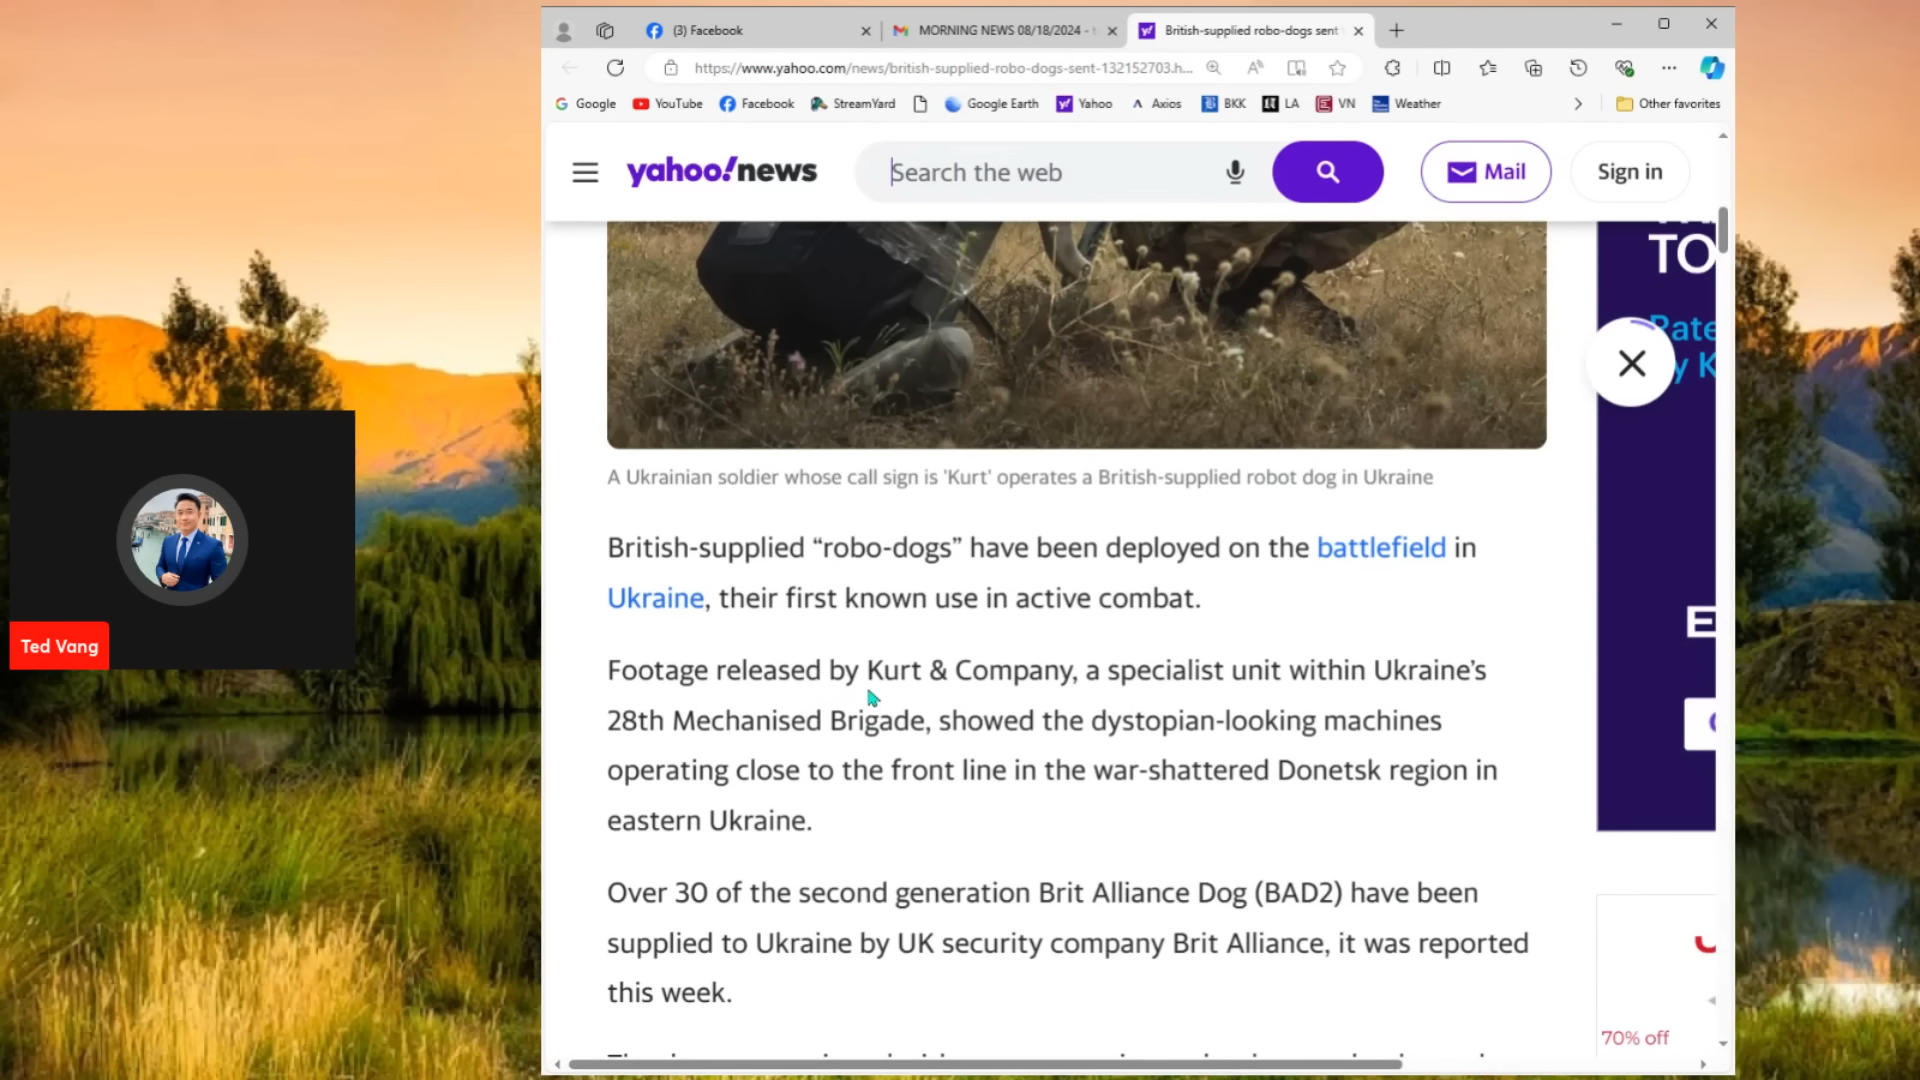 (3) Facebook
MORNING NEWS 08/18/2024 -
British-supplied robo-dogs sent
https://www.yahoo.com/news/british-supplied-robo-dogs-sent-132152703.h...
Google
YouTube
Facebook
StreamYard
Google Earth
Yahoo
Axios
BKK
LA
VN
Weather
Other favorites
yahoo!news
Search the web
Mail
Sign in
TO
Rate
y K
A Ukrainian soldier whose call sign is 'Kurt' operates a British-supplied robot dog in Ukraine
British-supplied “robo-dogs” have been deployed on the battlefield in
Ukraine, their first known use in active combat.
Footage released by Kurt & Company, a specialist unit within Ukraine’s
28th Mechanised Brigade, showed the dystopian-looking machines
operating close to the front line in the war-shattered Donetsk region in
eastern Ukraine.
Over 30 of the second generation Brit Alliance Dog (BAD2) have been
supplied to Ukraine by UK security company Brit Alliance, it was reported
this week.
E
70% off
Ted Vang